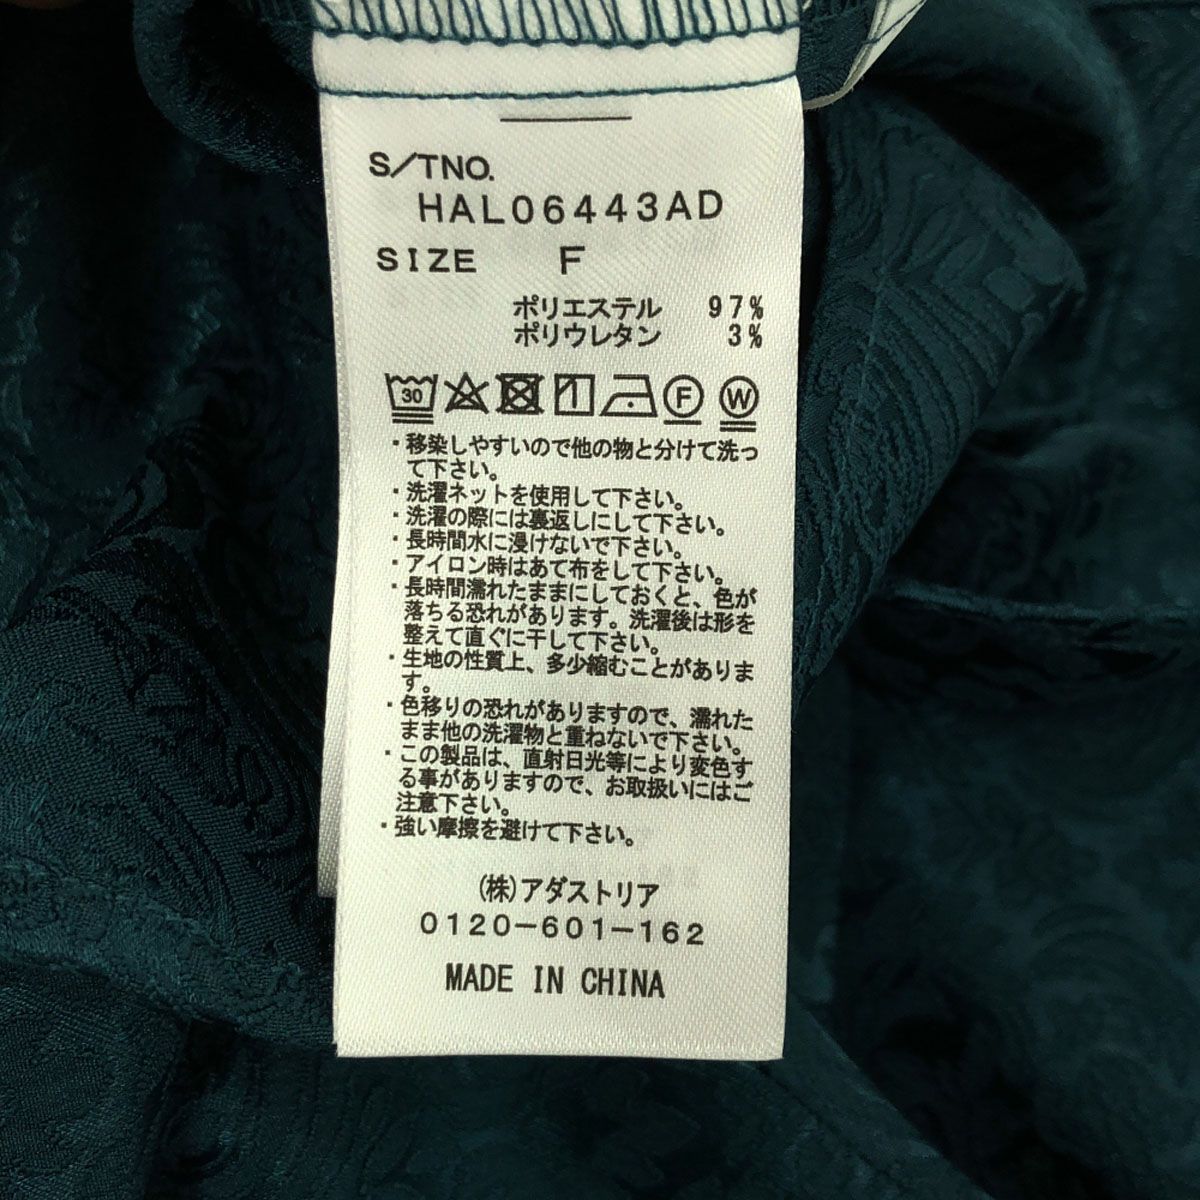 S/TNO.
HAL06443AD
SIZE F
ポリエステル 97%
ポリウレタン 3%
30 F W
・移染しやすいので他の物と分けて洗っ
て下さい。
・洗濯ネットを使用して下さい。
・洗濯の際には裏返しにして下さい。
・長時間水に浸けないで下さい。
・アイロン時はあて布をして下さい。
・長時間濡れたままにしておくと、色が
落ちる恐れがあります。洗濯後は形を
整えて直ぐに干して下さい。
・生地の性質上、多少縮むことがありま
す。
・色移りの恐れがありますので、濡れた
まま他の洗濯物と重ねないで下さい。
・この製品は、直射日光等により変色す
る事がありますので、お取扱いにはご
注意下さい。
・強い摩擦を避けて下さい。
(株)アダストリア
0120-601-162
MADE IN CHINA